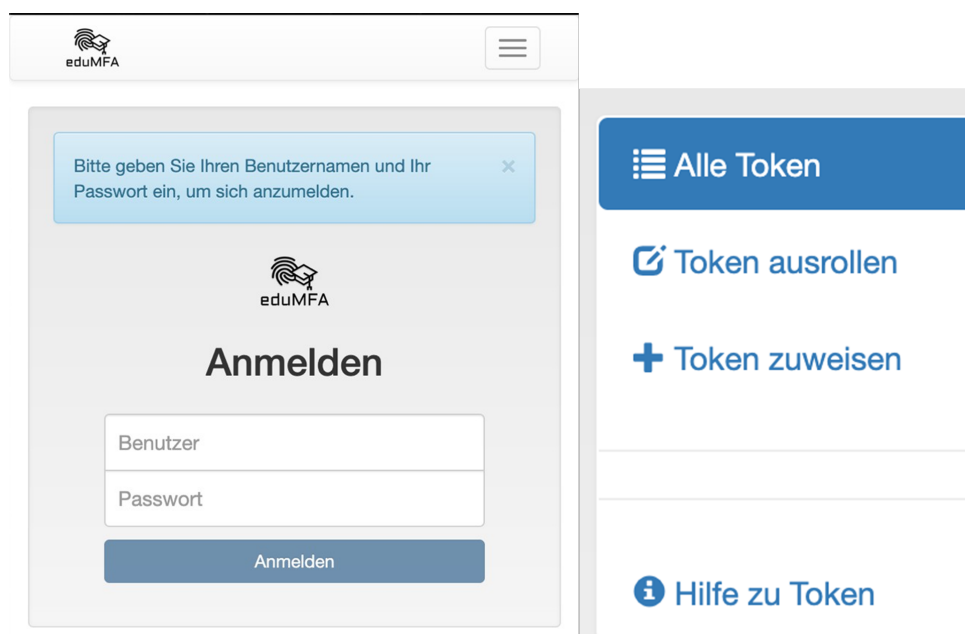 eduMFA
Bitte geben Sie Ihren Benutzernamen und Ihr
Passwort ein, um sich anzumelden.
×
eduMFA
Anmelden
Benutzer
Passwort
Anmelden
Alle Token
Token ausrollen
Token zuweisen
Hilfe zu Token